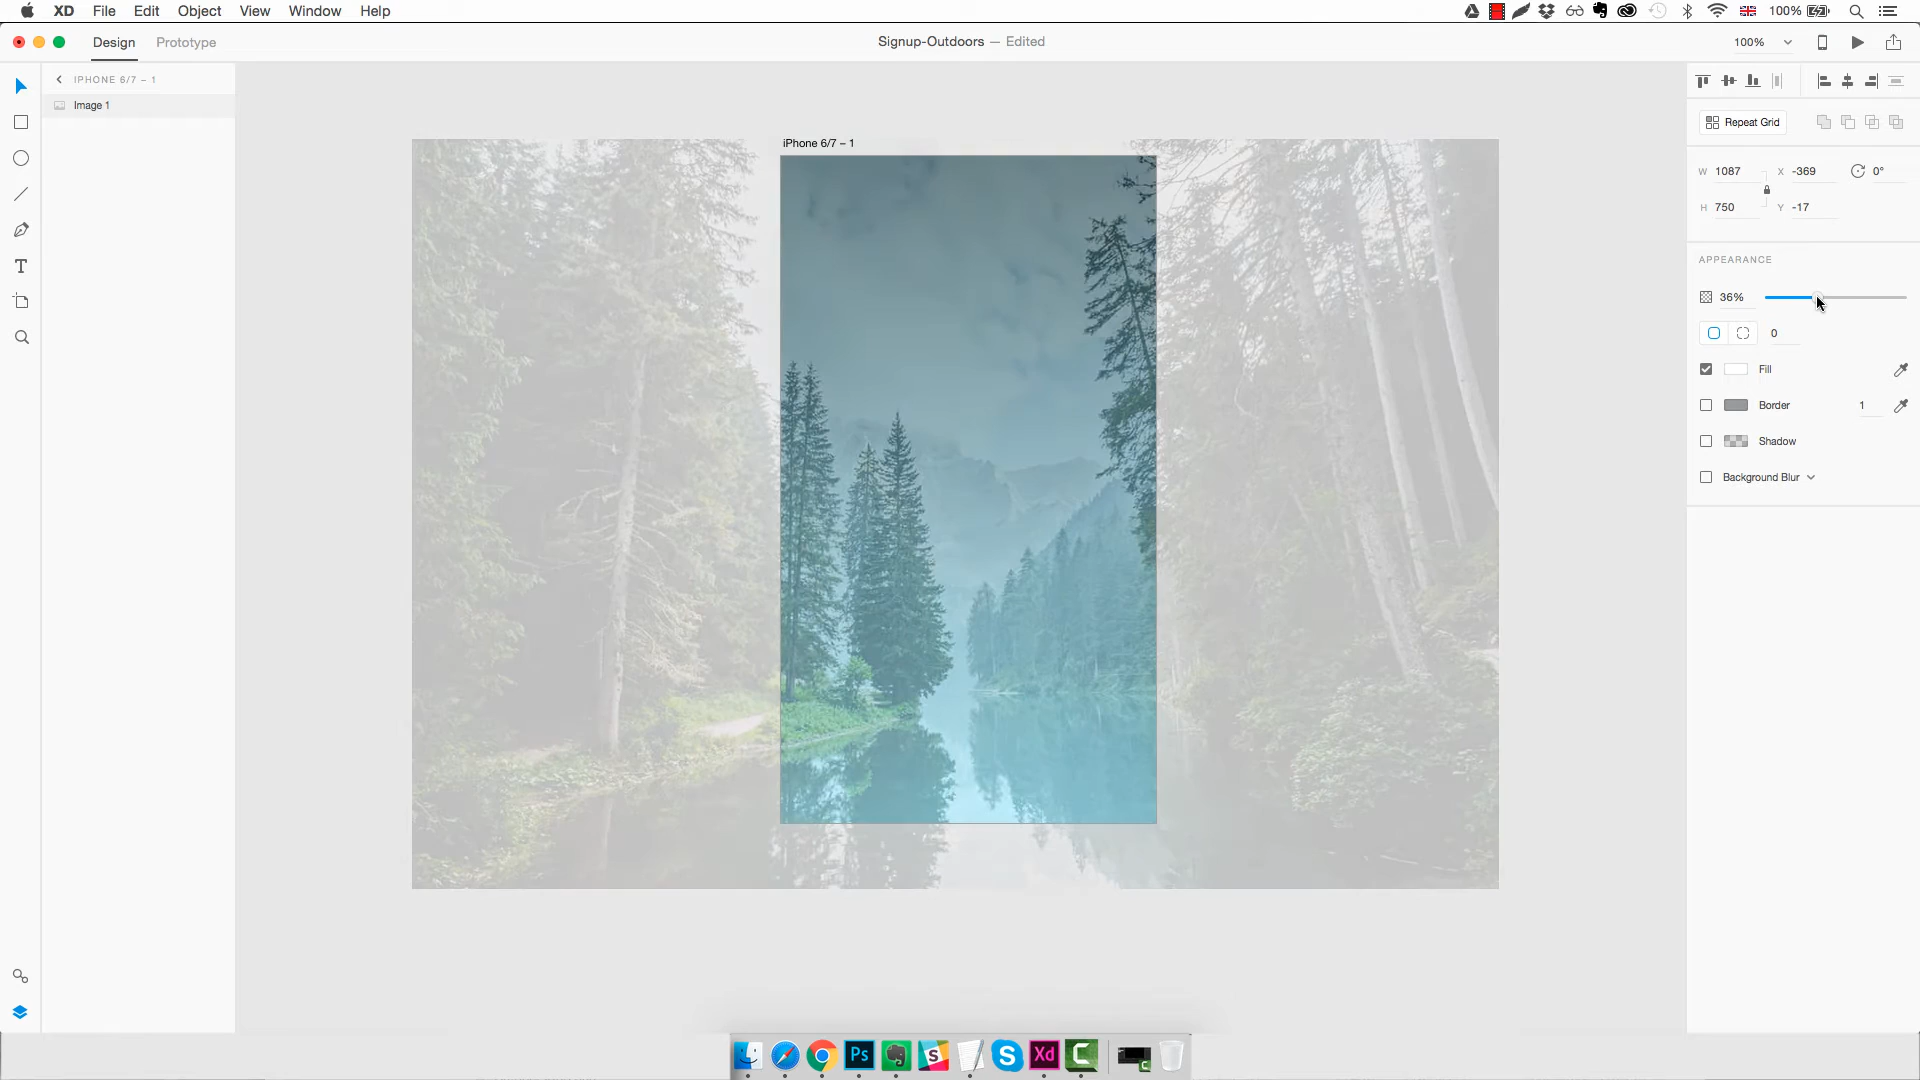 XD File Edit Object View Window Help
100%
Design Prototype
Signup-Outdoors — Edited
100%
IPHONE 6/7 – 1
Image 1
iPhone 6/7 – 1
Repeat Grid
W 1087 X -369 0°
H 750 Y -17
APPEARANCE
36%
0
Fill
Border 1
Shadow
Background Blur
T
Ps S S Xd C